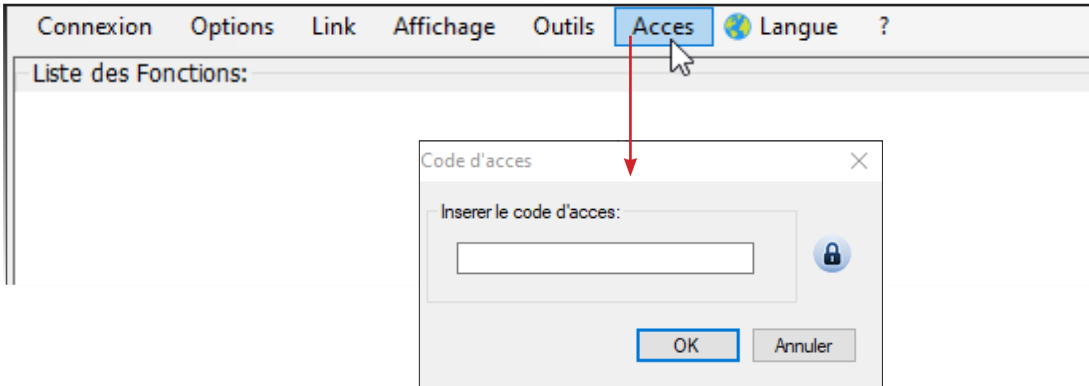 Connexion Options Link Affichage Outils Acces Langue ?
Liste des Fonctions:
Code d'acces
Inserer le code d'acces:
OK Annuler